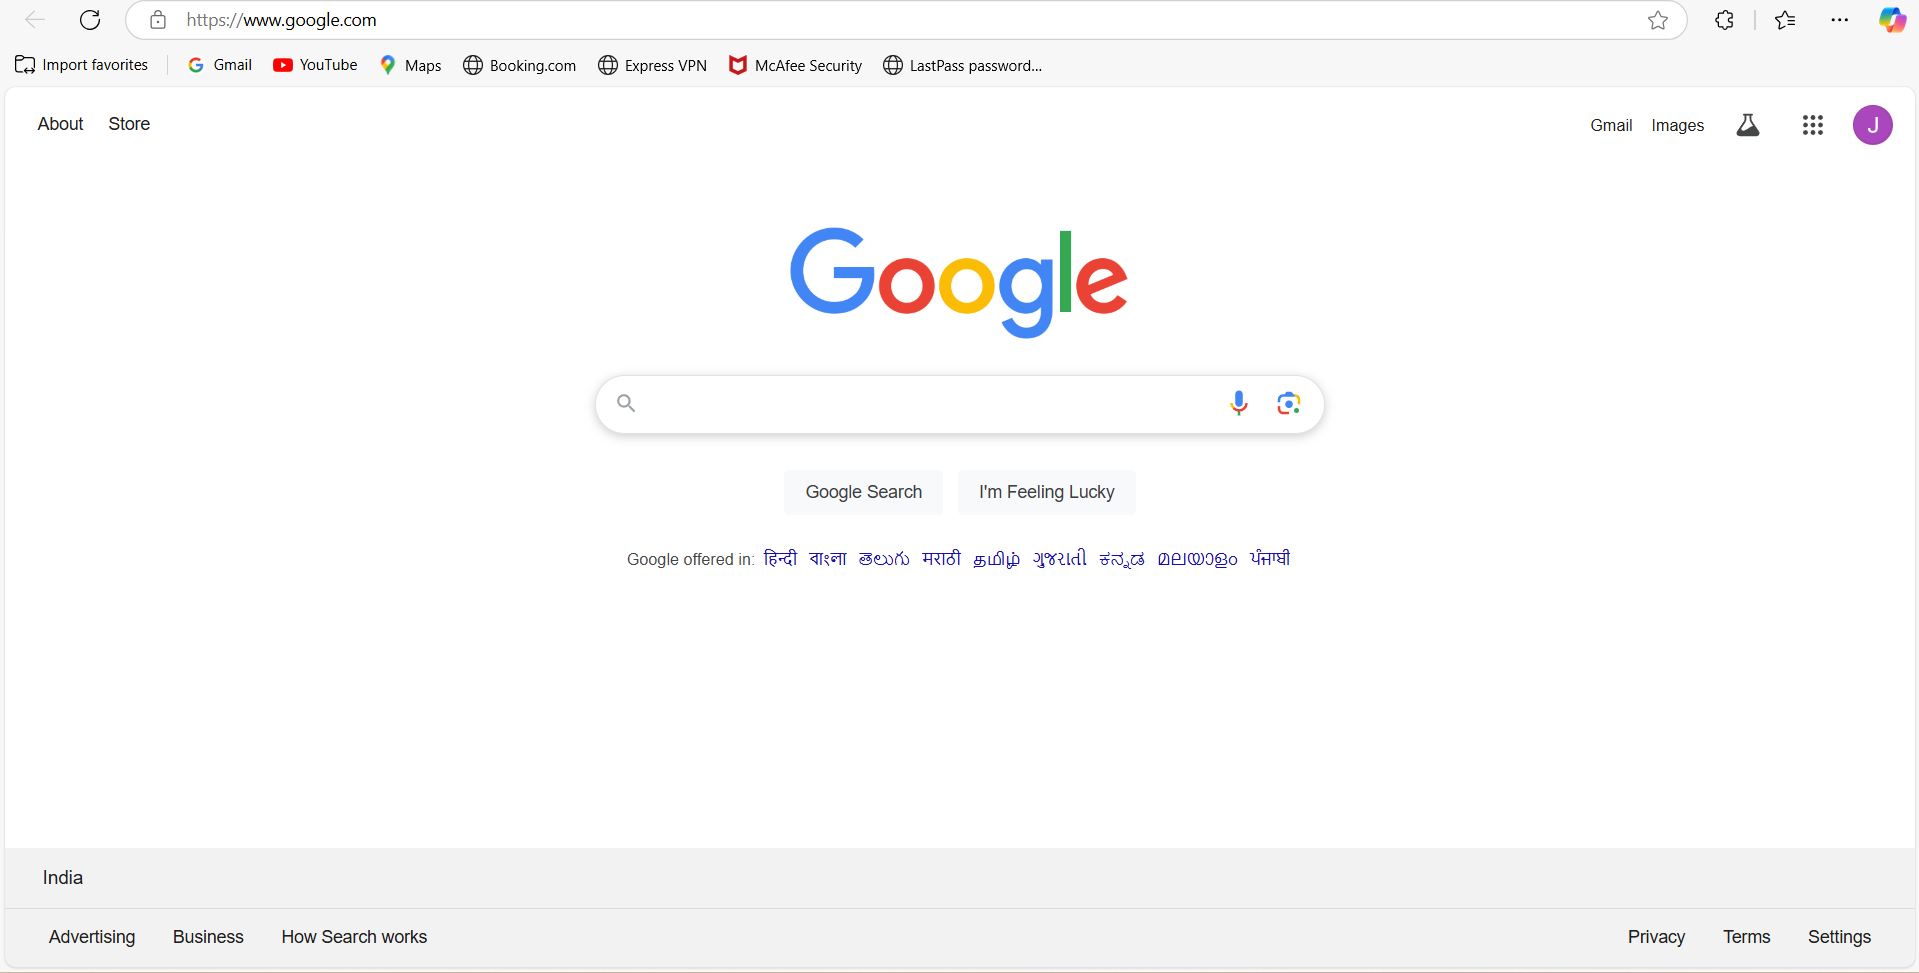 https://www.google.com
Import favorites Gmail YouTube Maps Booking.com Express VPN McAfee Security LastPass password...
About Store Gmail Images J
Google
Google Search I'm Feeling Lucky
Google offered in: हिन्दी বাংলা తెలుగు मराठी தமிழ் ગુજરાતી ಕನ್ನಡ മലയാളം ਪੰਜਾਬੀ
India
Advertising Business How Search works Privacy Terms Settings